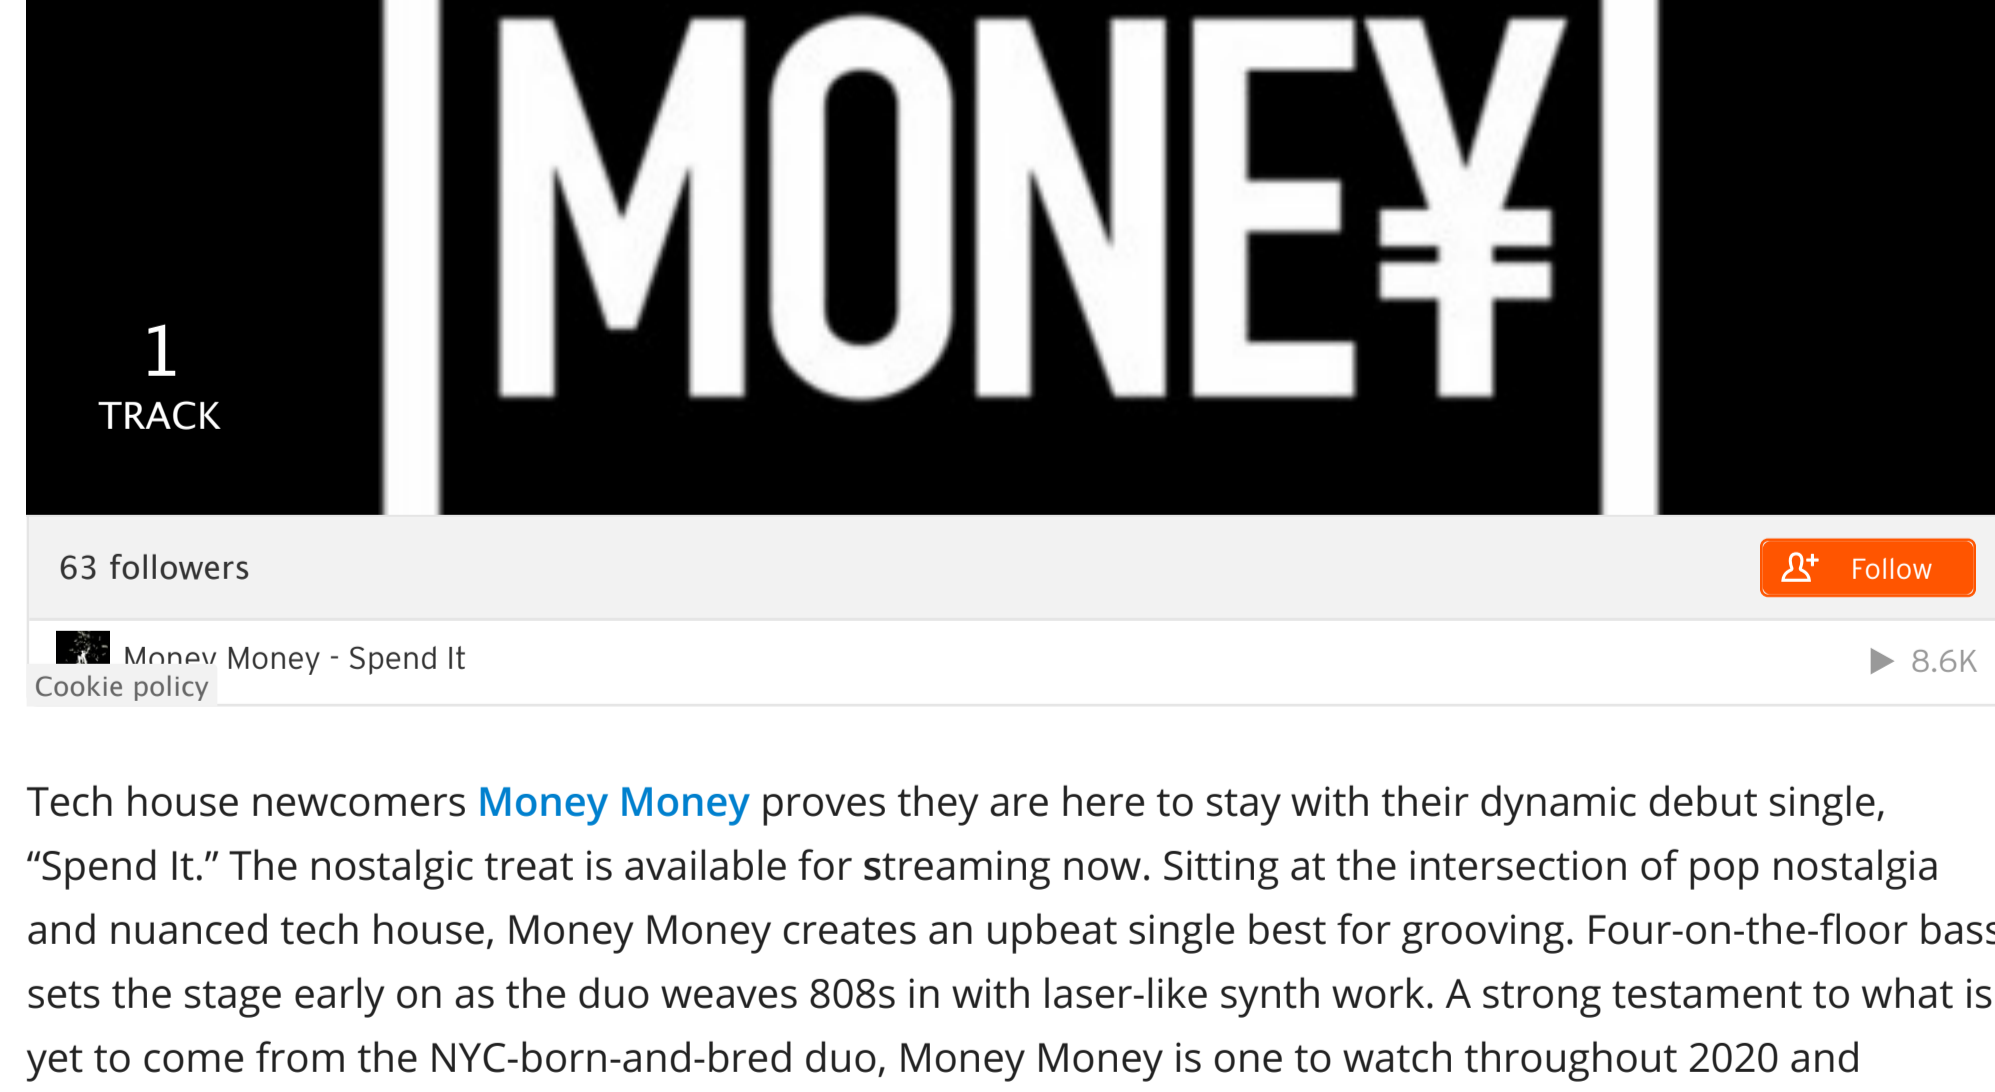 MONE¥
1
TRACK
63 followers
Follow
Money Money - Spend It
8.6K
Cookie policy
Tech house newcomers Money Money proves they are here to stay with their dynamic debut single,
“Spend It.” The nostalgic treat is available for streaming now. Sitting at the intersection of pop nostalgia
and nuanced tech house, Money Money creates an upbeat single best for grooving. Four-on-the-floor bass
sets the stage early on as the duo weaves 808s in with laser-like synth work. A strong testament to what is
yet to come from the NYC-born-and-bred duo, Money Money is one to watch throughout 2020 and